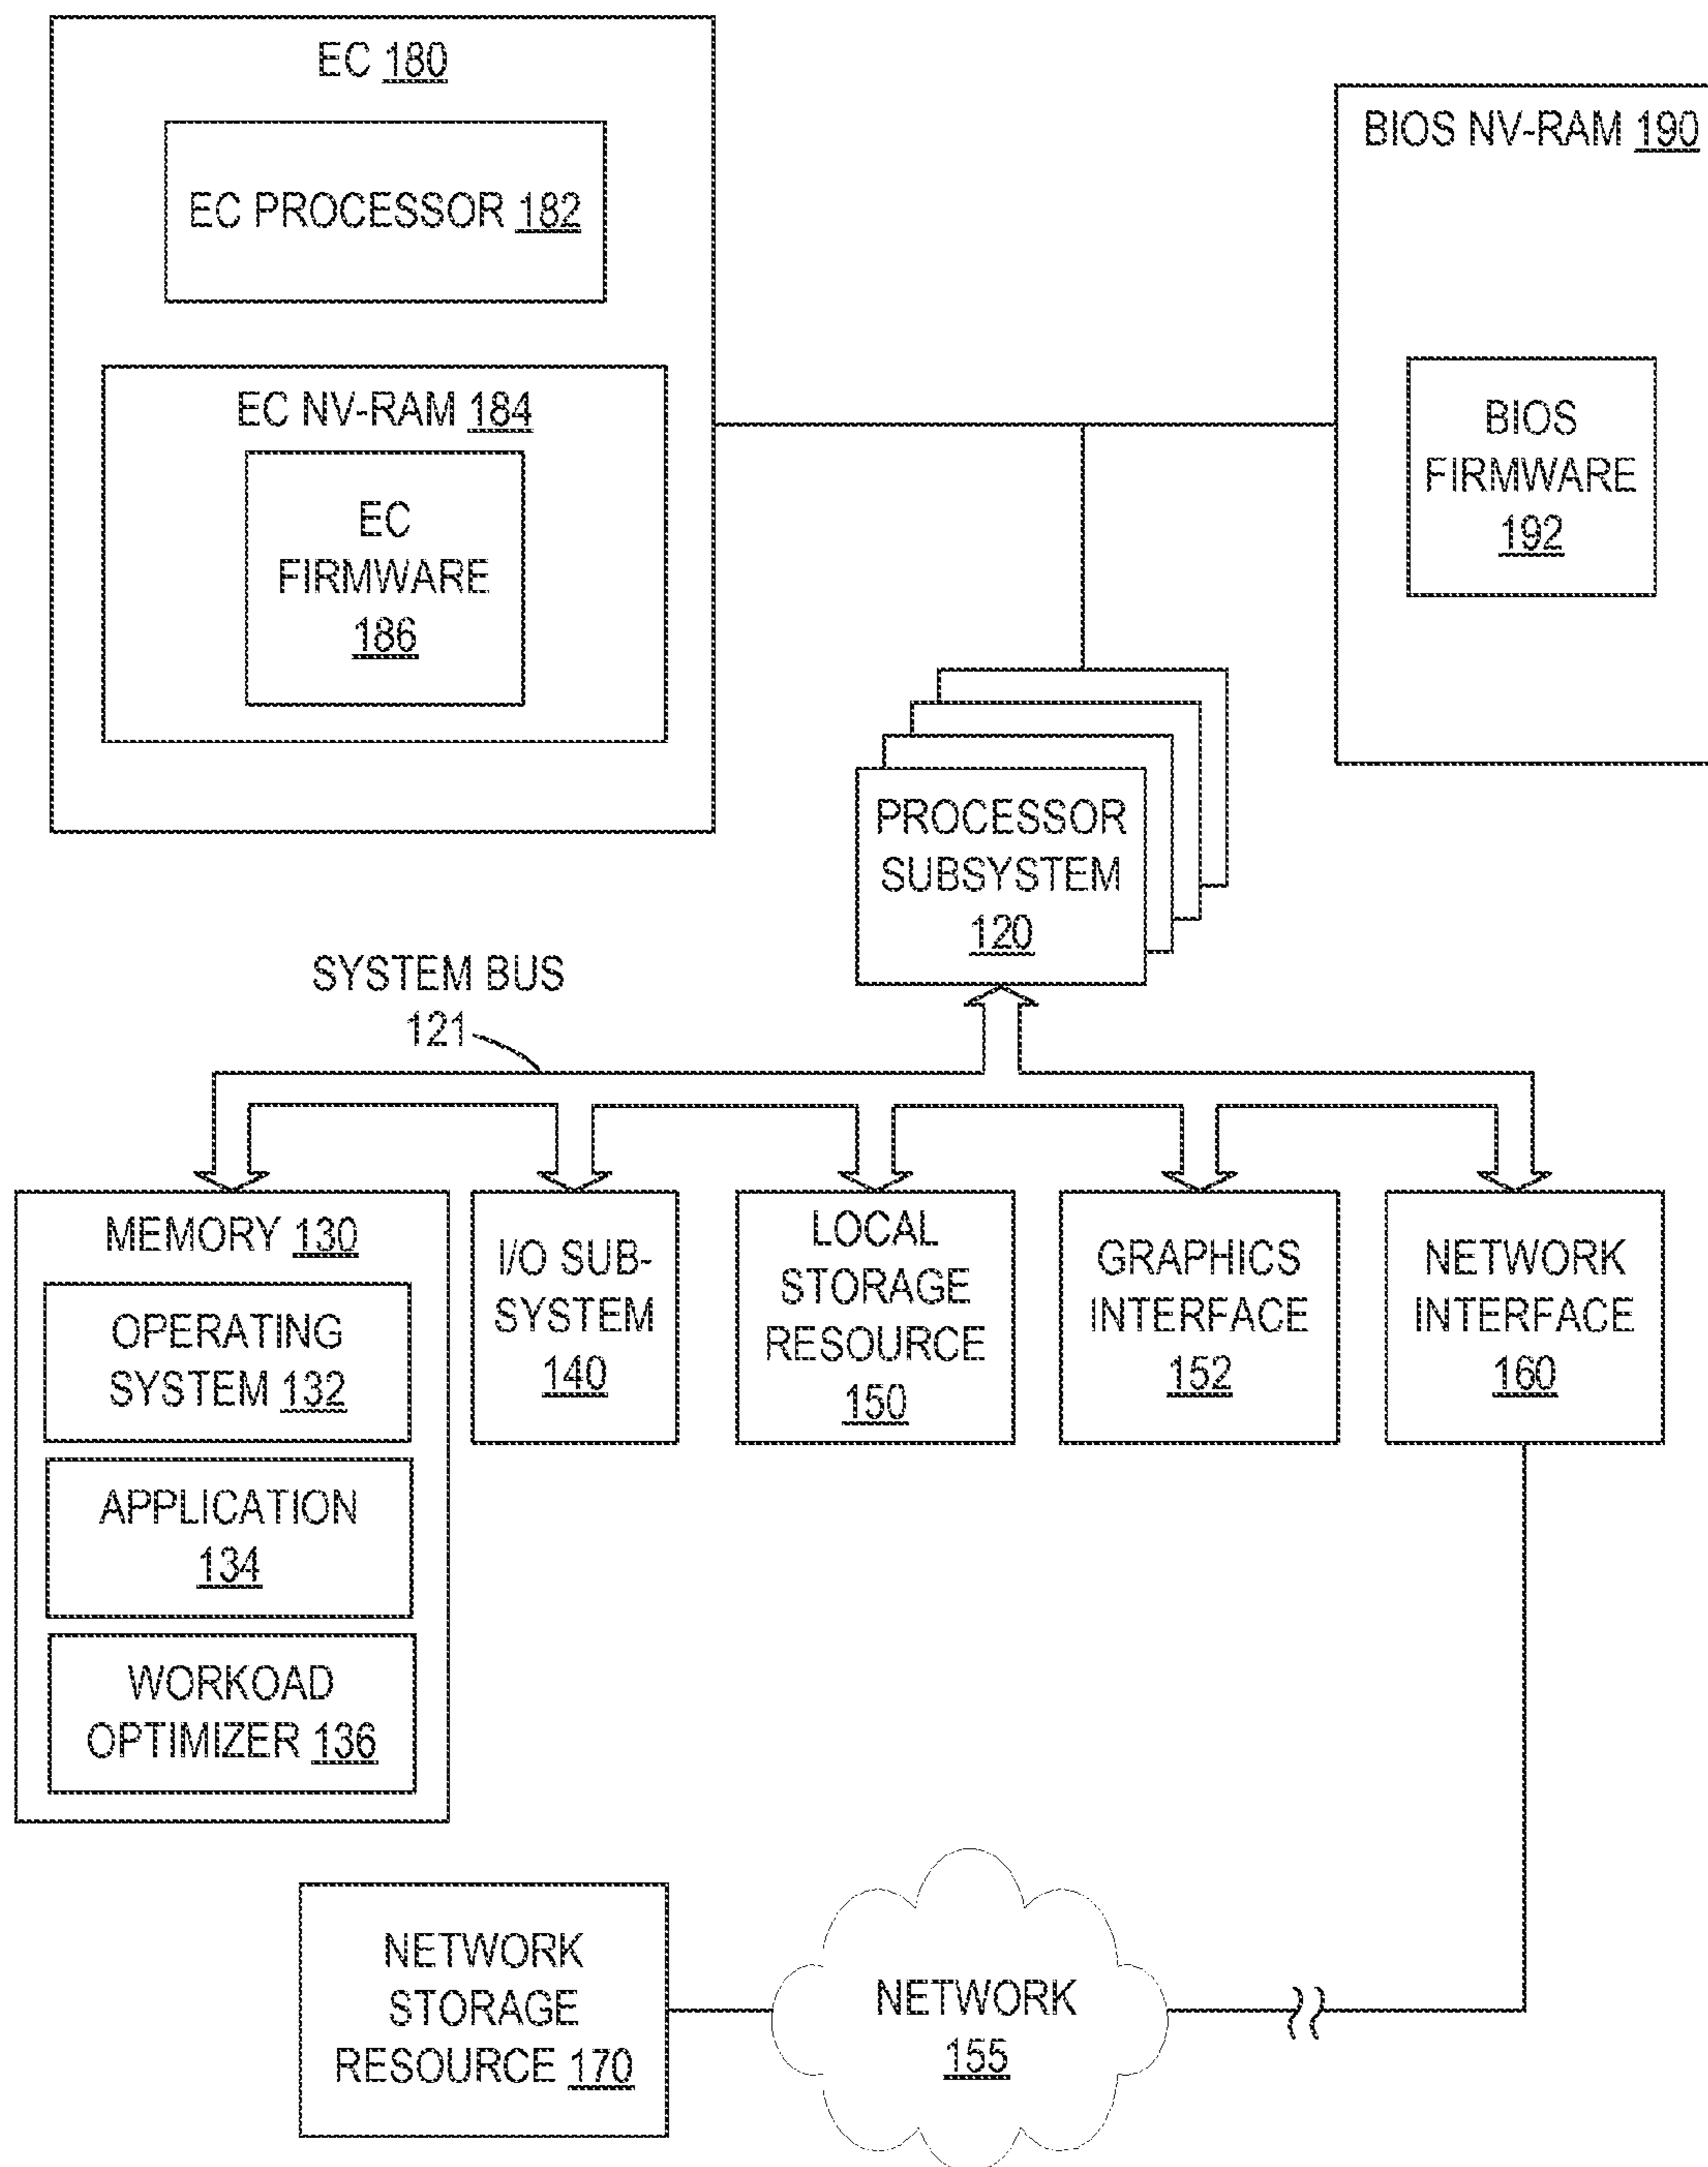 EC 180
EC PROCESSOR 182
EC NV-RAM 184
EC
FIRMWARE
186
BIOS NV-RAM 190
BIOS
FIRMWARE
192
PROCESSOR
SUBSYSTEM
120
SYSTEM BUS
121
MEMORY 130
OPERATING
SYSTEM 132
APPLICATION
134
WORKOAD
OPTIMIZER 136
I/O SUB-
SYSTEM
140
LOCAL
STORAGE
RESOURCE
150
GRAPHICS
INTERFACE
152
NETWORK
INTERFACE
160
NETWORK
STORAGE
RESOURCE 170
NETWORK
155